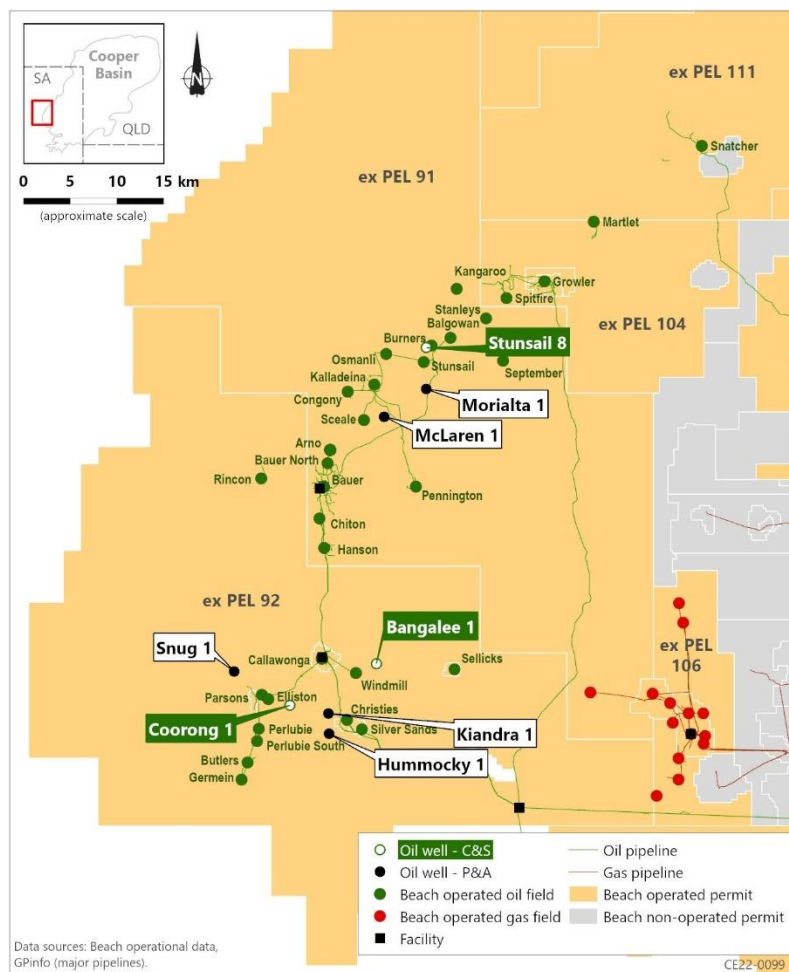 Cooper
Basin
SA
QLD
N
0 5 10 15 km
(approximate scale)
ex PEL 111
Snatcher
ex PEL 91
Martlet
Kangaroo
Growler
Spitfire
Stanleys
Balgowan
ex PEL 104
Burners
Stunsail 8
Osmanli
Stunsail
September
Kalladeina
Congony
Morialta 1
Sceale
McLaren 1
Arno
Bauer North
Rincon
Bauer
Pennington
Chiton
Hanson
ex PEL 92
Bangalee 1
Snug 1
Callawonga
Sellicks
ex PEL
106
Windmill
Parsons
Elliston
Christies
Coorong 1
Perlubie
Silver Sands
Kiandra 1
Perlubie South
Butlers
Hummocky 1
Germein
Oil well - C&S
Oil well - P&A
Beach operated oil field
Beach operated gas field
Facility
Oil pipeline
Gas pipeline
Beach operated permit
Beach non-operated permit
Data sources: Beach operational data,
GPinfo (major pipelines).
CE22-0099